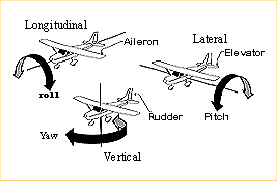 Longitudinal
Aileron
Lateral
Elevator
roll
Rudder
Pitch
Yaw
Vertical